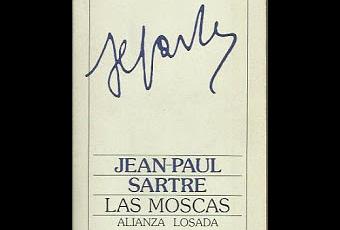 JEAN-PAUL
SARTRE
LAS MOSCAS
ALIANZA LOSADA